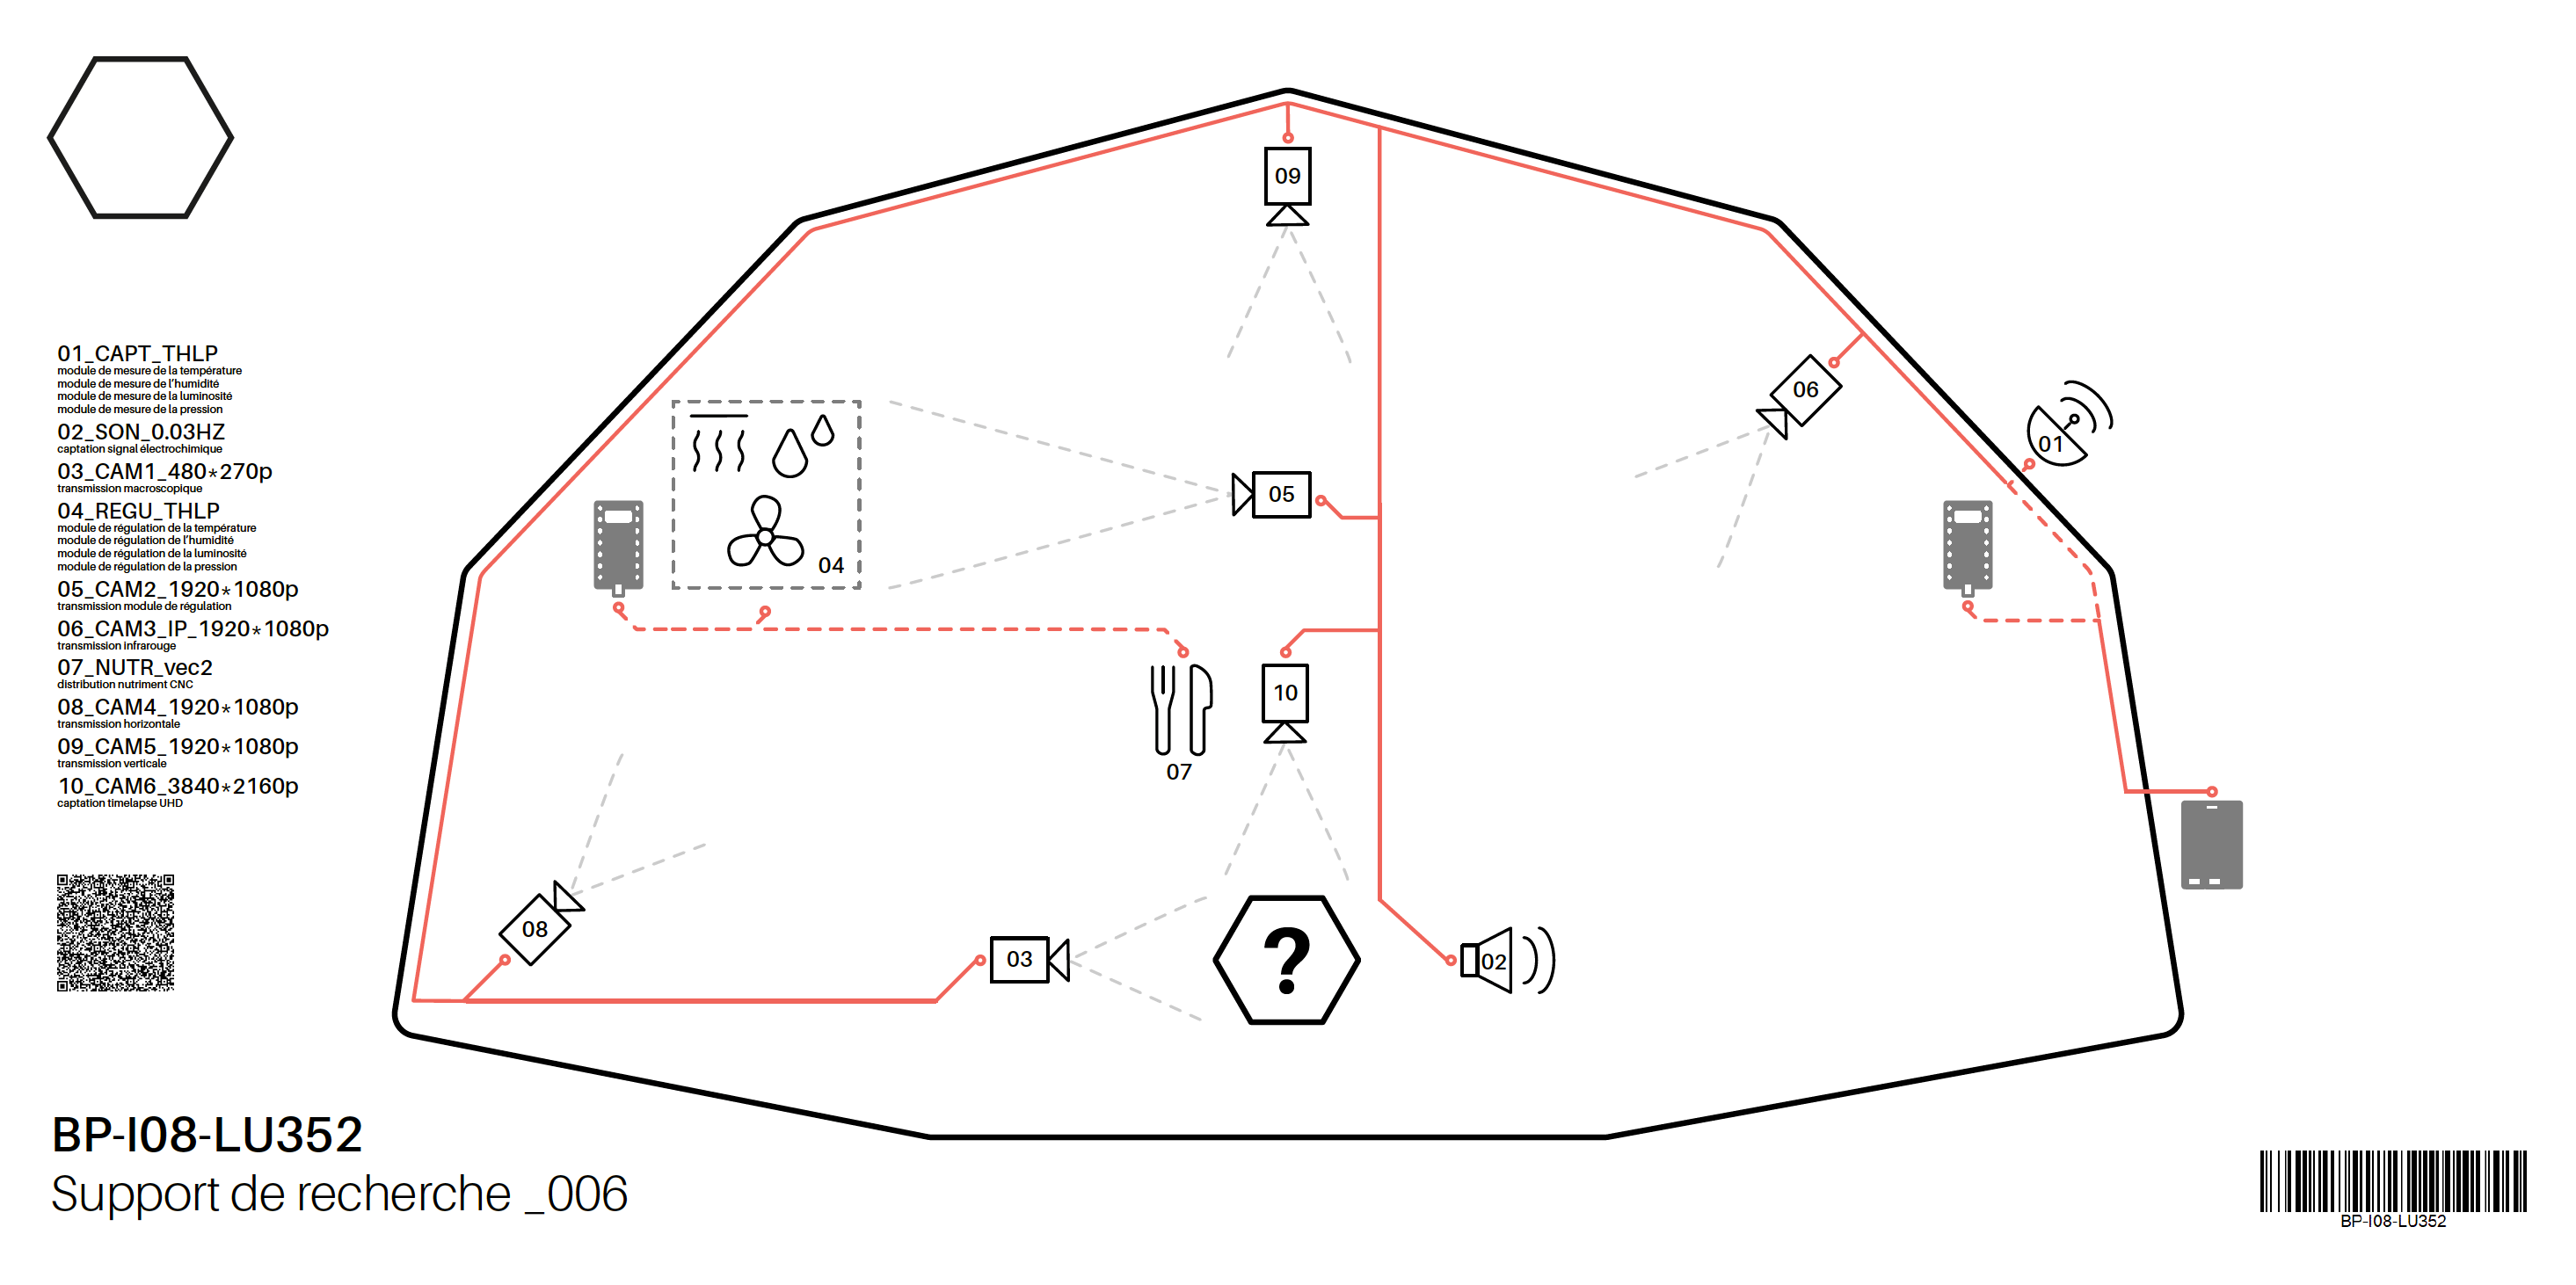 01_CAPT_THLP
module de mesure de la température
module de mesure de l'humidité
module de mesure de la luminosité
module de mesure de la pression
02_SON_0.03HZ
captation signal électrochimique
03_CAM1_480*270p
transmission macroscopique
04_REGU_THLP
module de régulation de la température
module de régulation de l'humidité
module de régulation de la luminosité
module de régulation de la pression
05_CAM2_1920*1080p
transmission module de régulation
06_CAM3_IP_1920*1080p
transmission infrarouge
07_NUTR_vec2
distribution nutriment CNC
08_CAM4_1920*1080p
transmission horizontale
09_CAM5_1920*1080p
transmission verticale
10_CAM6_3840*2160p
captation timelapse UHD
09
06
01
05
04
10
07
08
03
?
02
BP-I08-LU352
Support de recherche _006
BP-I08-LU352